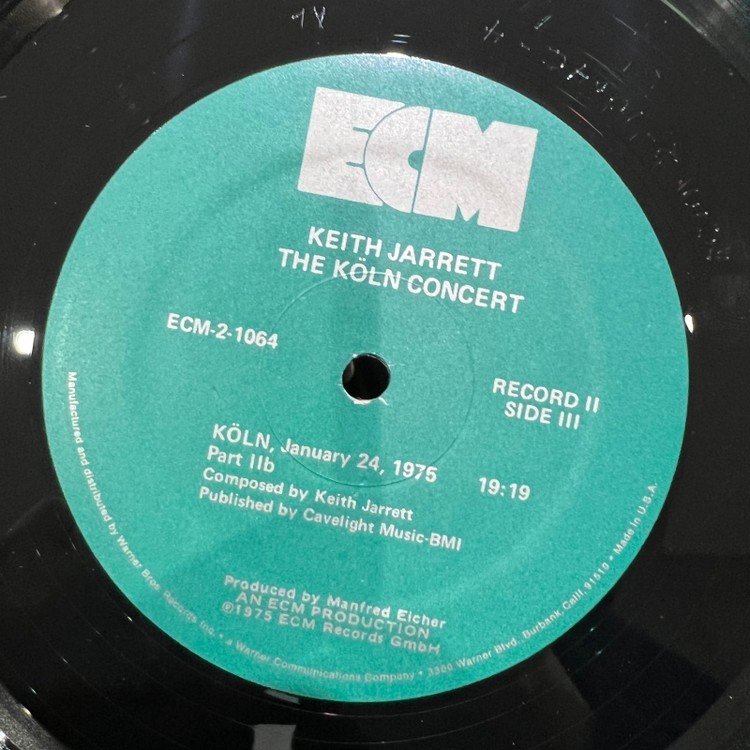 ECM
KEITH JARRETT
THE KÖLN CONCERT
ECM-2-1064
RECORD II
SIDE III
KÖLN, January 24, 1975 19:19
Part IIb
Composed by Keith Jarrett
Published by Cavelight Music-BMI
Produced by Manfred Eicher
AN ECM PRODUCTION
℗1975 ECM Records GmbH
Manufactured and distributed by Warner Bros. Records Inc. • a Warner Communications Company • 3300 Warner Blvd., Burbank, Calif. 91510 • Made in U.S.A.